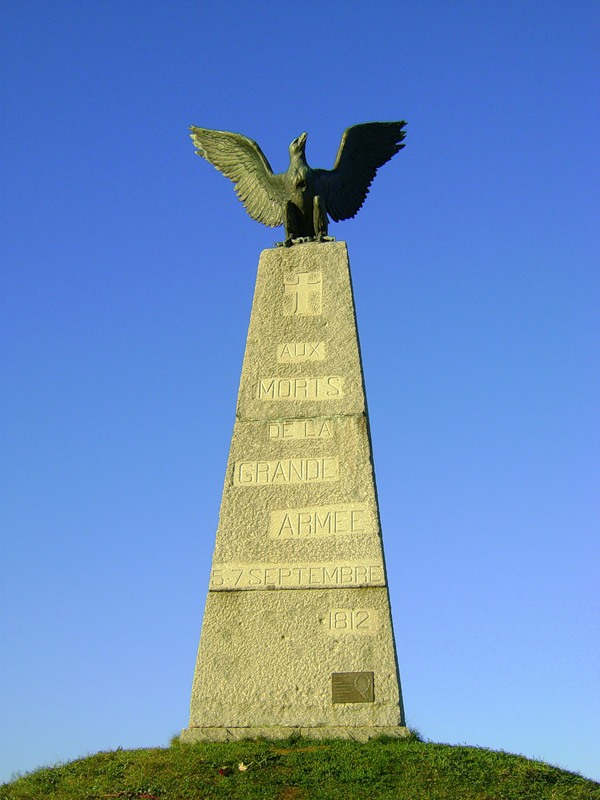 AUX
MORTS
DE LA
GRANDE
ARMEE
5-7 SEPTEMBRE
1812